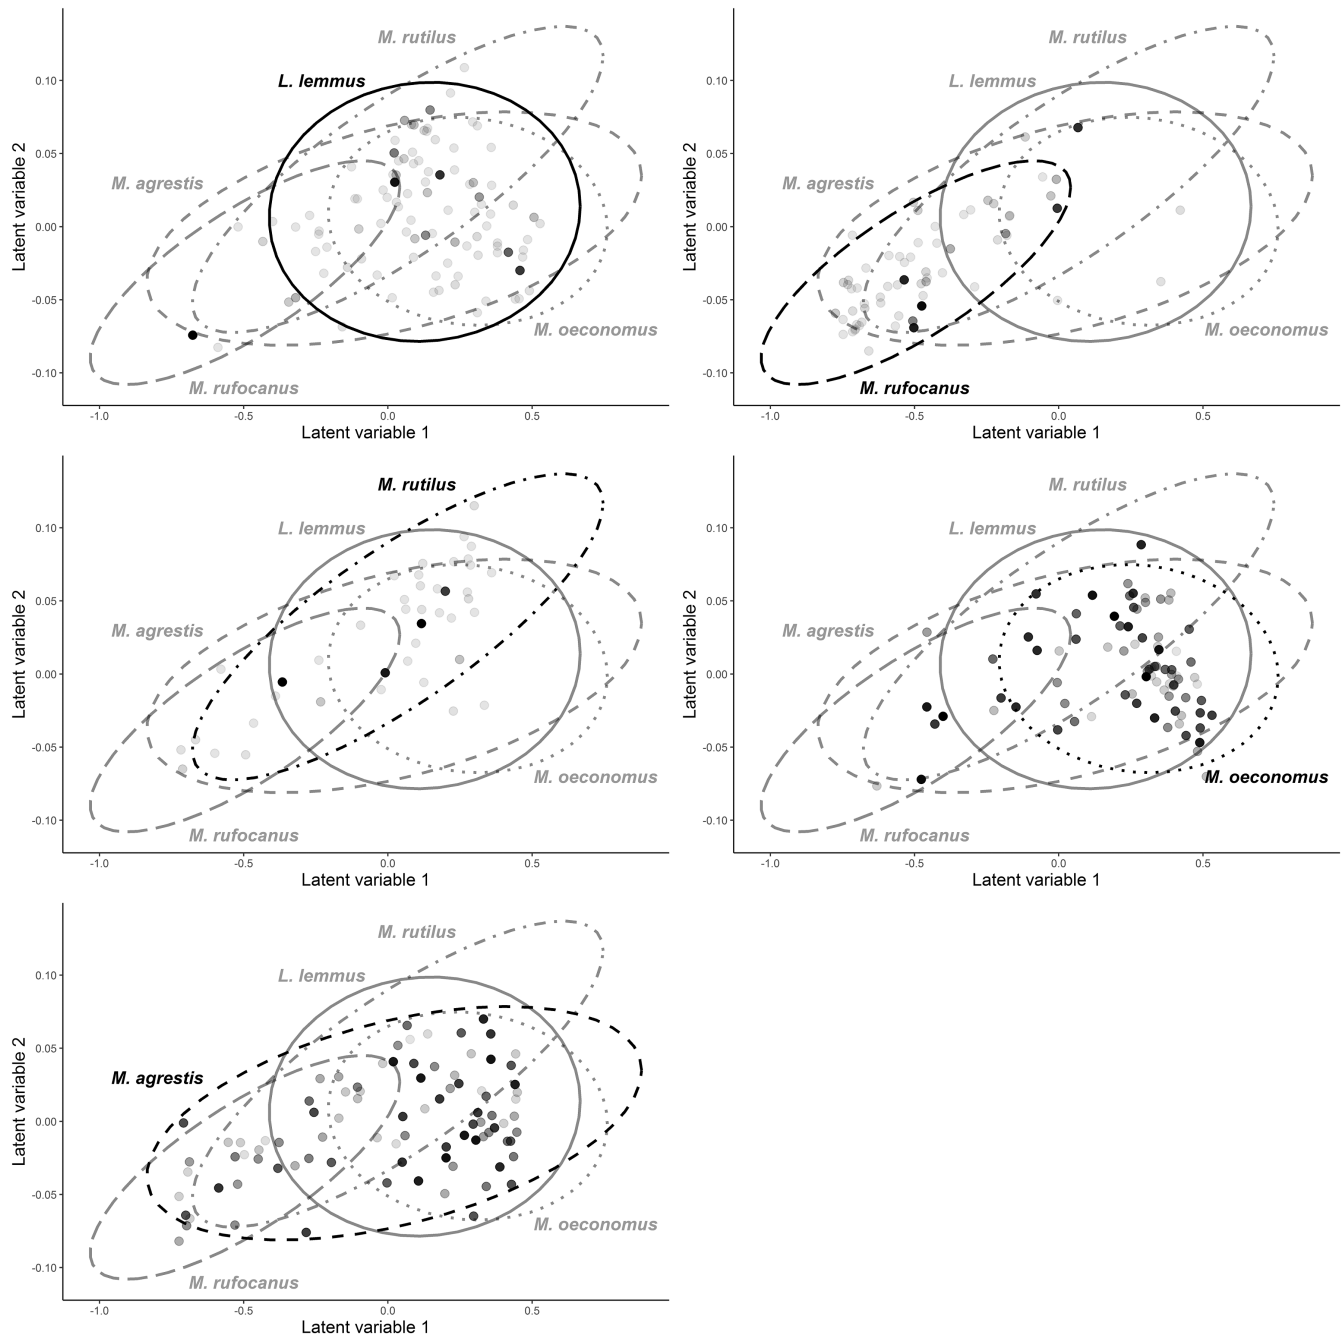 M. rutilus
L. lemmus
M. agrestis
M. oeconomus
M. rufocanus
0.10
0.05
0.00
-0.05
-0.10
-1.0 -0.5 0.0 0.5
Latent variable 1
Latent variable 2
M. rutilus
L. lemmus
M. agrestis
M. oeconomus
M. rufocanus
0.10
0.05
0.00
-0.05
-0.10
-1.0 -0.5 0.0 0.5
Latent variable 1
Latent variable 2
M. rutilus
L. lemmus
M. agrestis
M. oeconomus
M. rufocanus
0.10
0.05
0.00
-0.05
-0.10
-1.0 -0.5 0.0 0.5
Latent variable 1
Latent variable 2
M. rutilus
L. lemmus
M. agrestis
M. oeconomus
M. rufocanus
0.10
0.05
0.00
-0.05
-0.10
-1.0 -0.5 0.0 0.5
Latent variable 1
Latent variable 2
M. rutilus
L. lemmus
M. agrestis
M. oeconomus
M. rufocanus
0.10
0.05
0.00
-0.05
-0.10
-1.0 -0.5 0.0 0.5
Latent variable 1
Latent variable 2